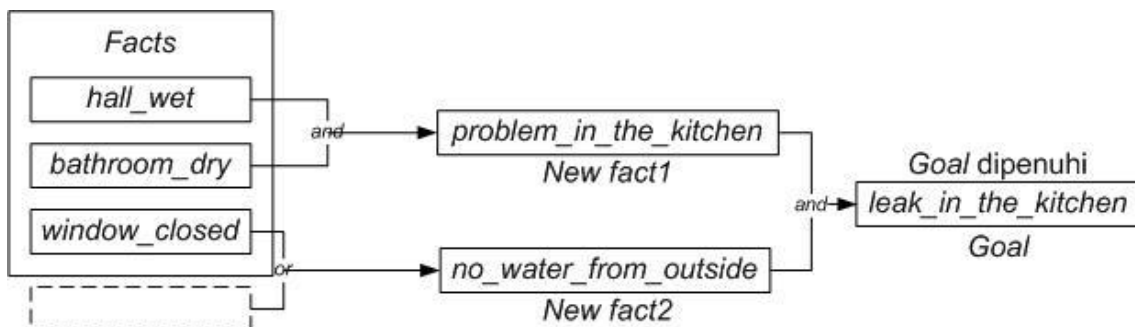 Facts
hall_wet
and
problem_in_the_kitchen
bathroom_dry
New fact1
Goal dipenuhi
window_closed
and
leak_in_the_kitchen
Goal
or
no_water_from_outside
New fact2